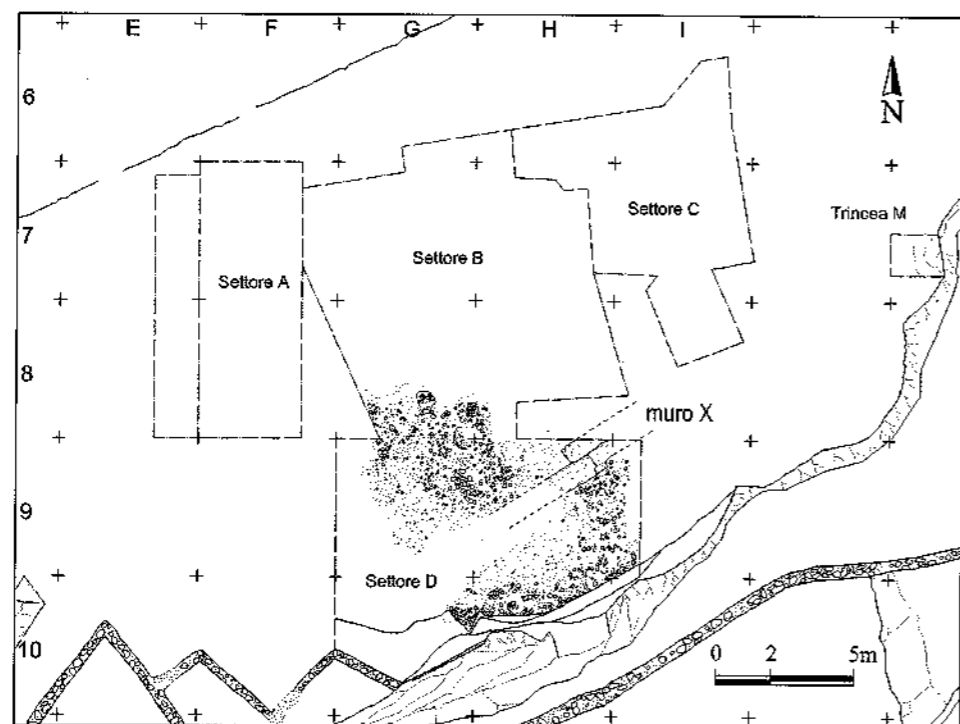 E F G H I
6
N
7
Settore C
Trincea M
Settore B
Settore A
8
muro X
9
Settore D
10
0 2 5m